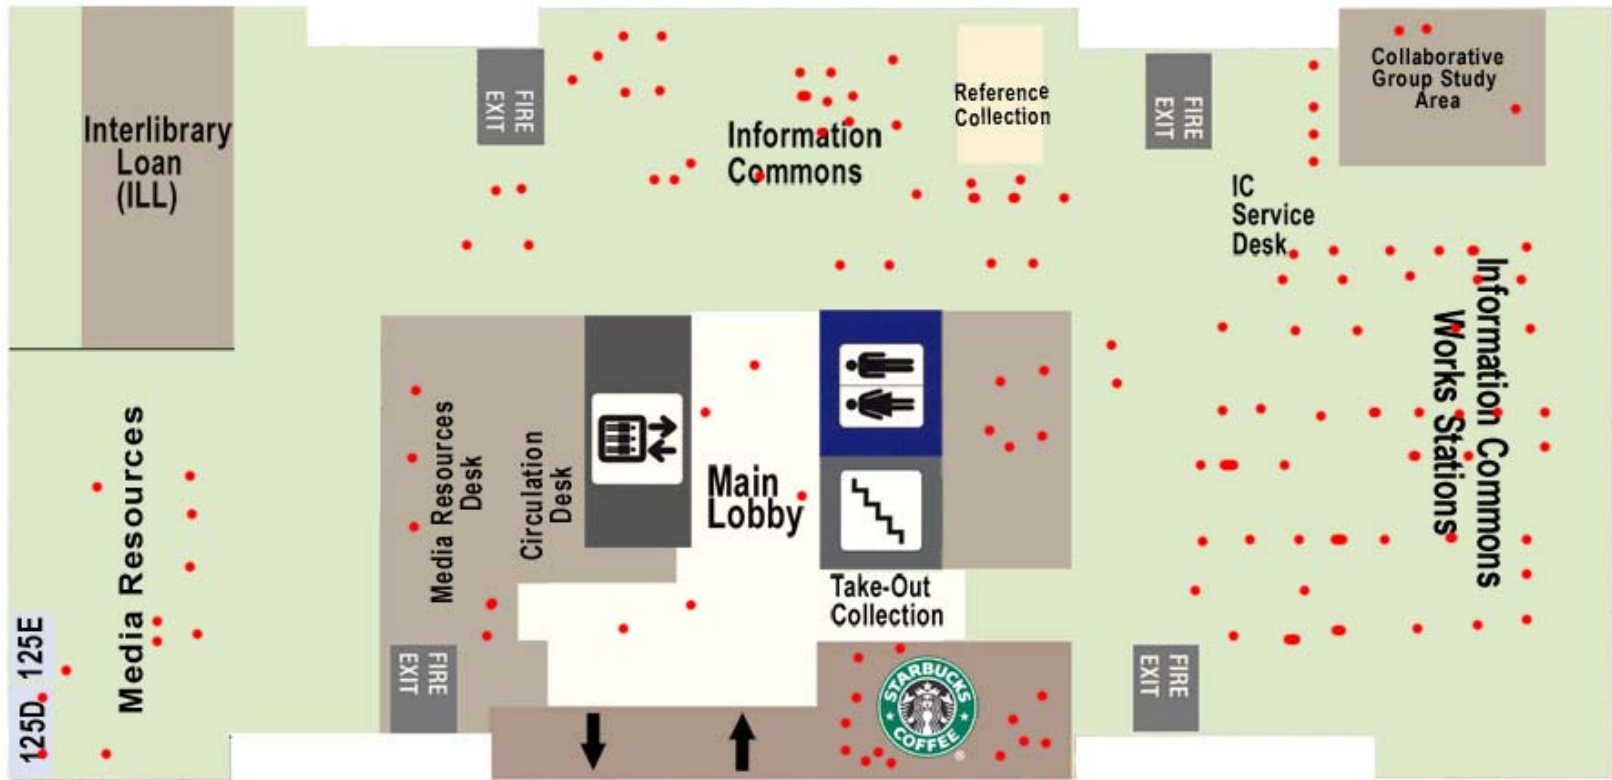 Interlibrary
Loan
(ILL)
FIRE
EXIT
Information
Commons
Reference
Collection
FIRE
EXIT
Collaborative
Group Study
Area
IC
Service
Desk
Information Commons
Works Stations
Media Resources
125D 125E
Media Resources
Desk
Circulation
Desk
Main
Lobby
Take-Out
Collection
FIRE
EXIT
STARBUCKS
COFFEE
®
FIRE
EXIT